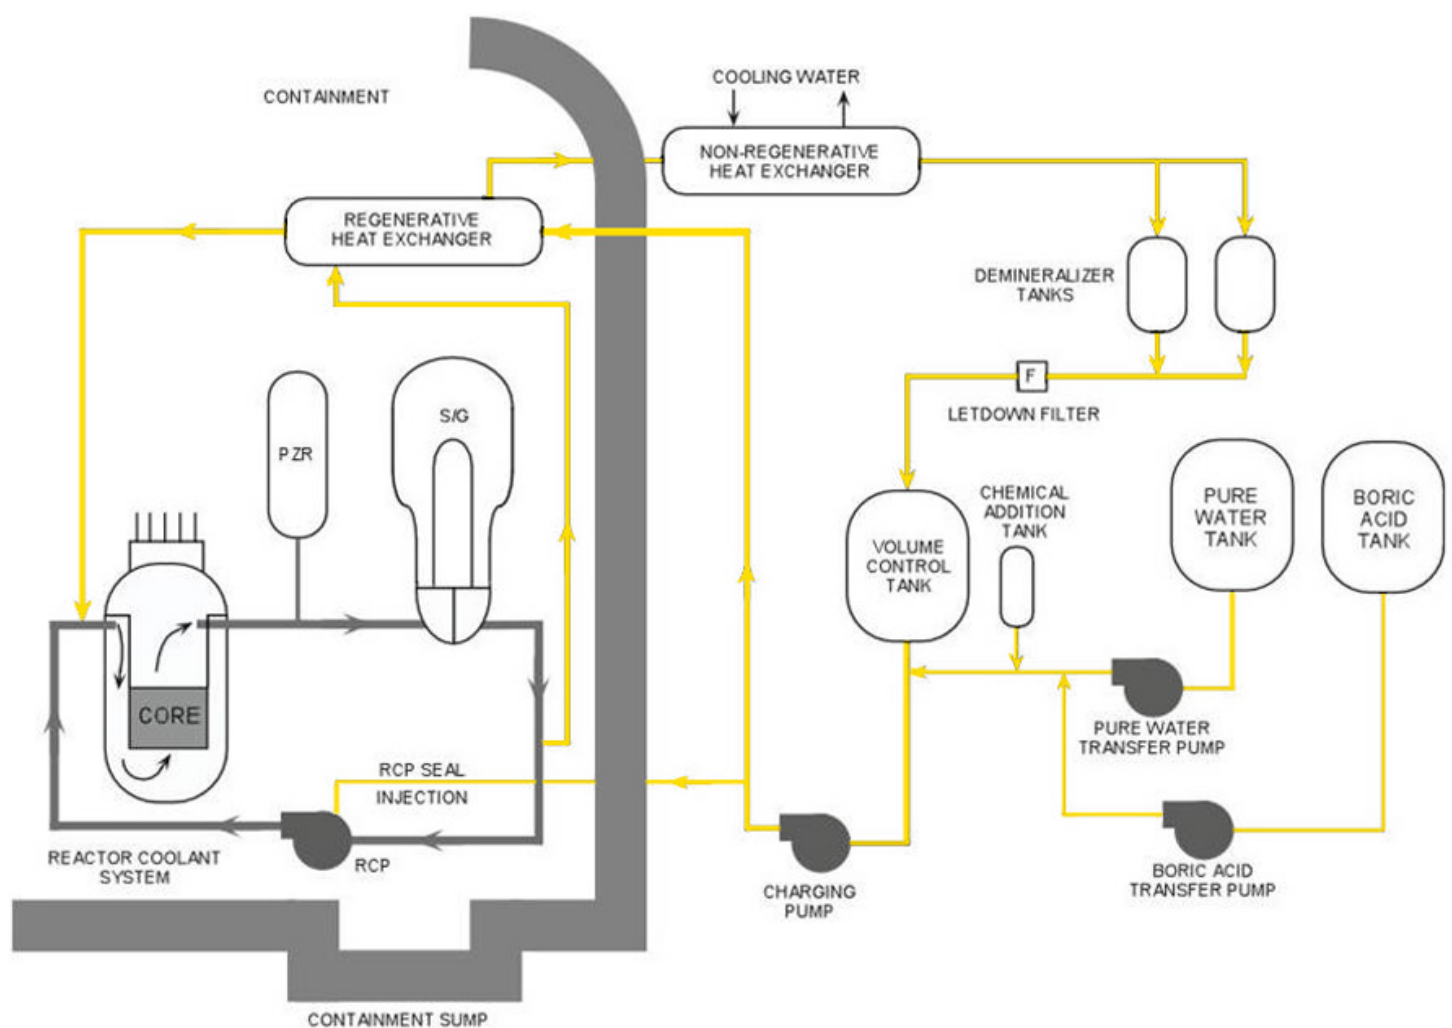 COOLING WATER
CONTAINMENT
NON-REGENERATIVE
HEAT EXCHANGER
REGENERATIVE
HEAT EXCHANGER
DEMINERALIZER
TANKS
F
LETDOWN FILTER
S/G
PZR
CHEMICAL
ADDITION
TANK
PURE
WATER
TANK
BORIC
ACID
TANK
VOLUME
CONTROL
TANK
CORE
PURE WATER
TRANSFER PUMP
RCP SEAL
INJECTION
REACTOR COOLANT
SYSTEM
RCP
CHARGING
PUMP
BORIC ACID
TRANSFER PUMP
CONTAINMENT SUMP